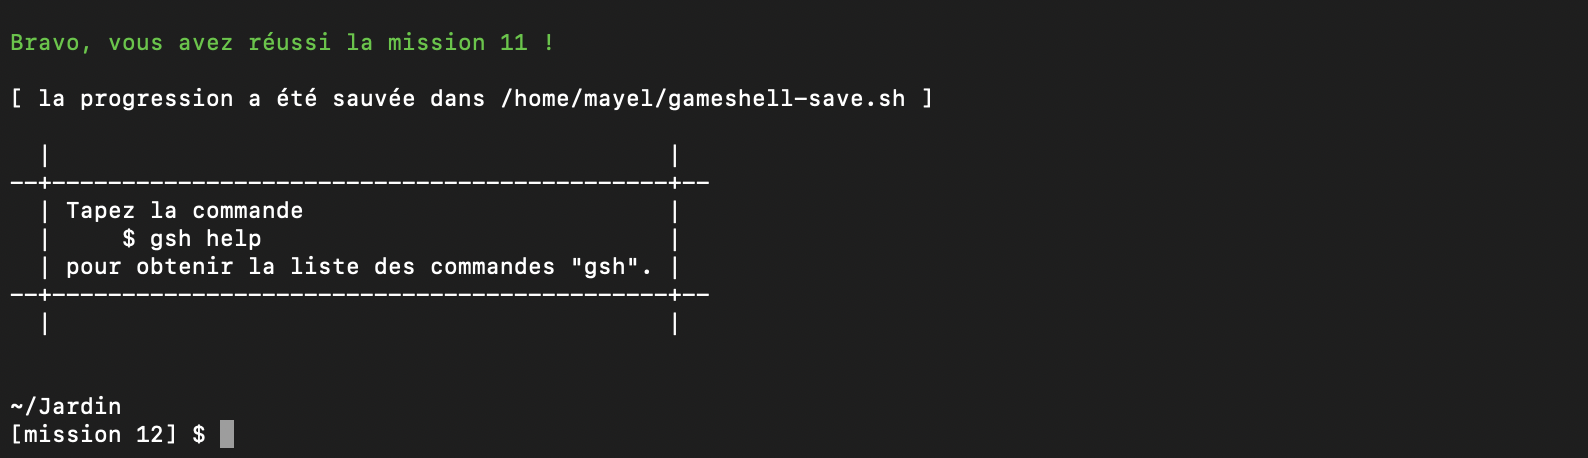 Bravo, vous avez réussi la mission 11 !
[ la progression a été sauvée dans /home/mayel/gameshell-save.sh ]
  |                                            |
--+--------------------------------------------+--
  | Tapez la commande                          |
  |     $ gsh help                             |
  | pour obtenir la liste des commandes "gsh". |
--+--------------------------------------------+--
  |                                            |
~/Jardin
[mission 12] $